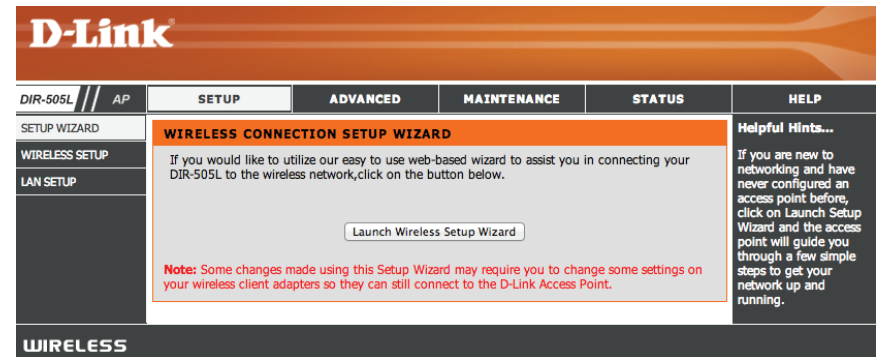 D-Link
DIR-505L // AP
SETUP
ADVANCED
MAINTENANCE
STATUS
HELP
SETUP WIZARD
WIRELESS SETUP
LAN SETUP
WIRELESS CONNECTION SETUP WIZARD
If you would like to utilize our easy to use web-based wizard to assist you in connecting your
DIR-505L to the wireless network,click on the button below.
Launch Wireless Setup Wizard
Note: Some changes made using this Setup Wizard may require you to change some settings on
your wireless client adapters so they can still connect to the D-Link Access Point.
Helpful Hints...
If you are new to
networking and have
never configured an
access point before,
click on Launch Setup
Wizard and the access
point will guide you
through a few simple
steps to get your
network up and
running.
WIRELESS